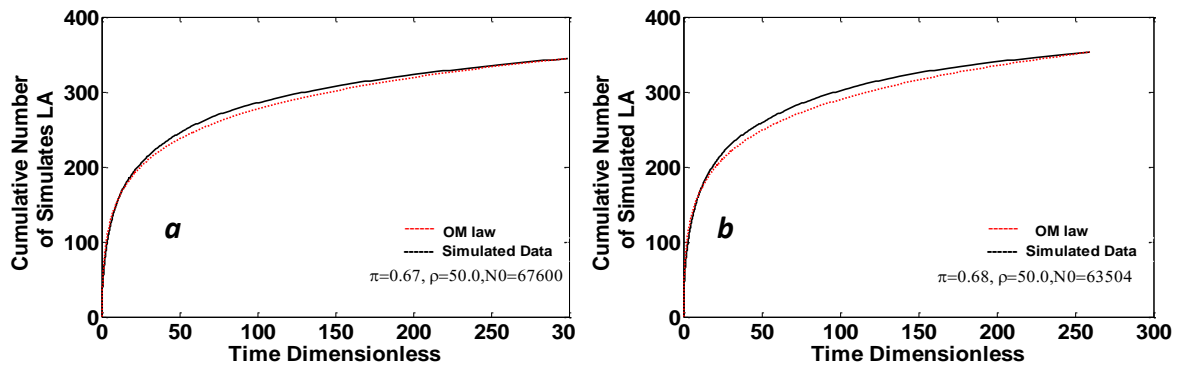 400
300
200
100
0
Cumulative Number
of Simulates LA
a
OM law
Simulated Data
π=0.67, ρ=50.0,N0=67600
0 50 100 150 200 250 300
Time Dimensionless
400
300
200
100
0
Cumulative Number
of Simulated LA
b
OM law
Simulated Data
π=0.68, ρ=50.0,N0=63504
0 50 100 150 200 250 300
Time Dimensionless